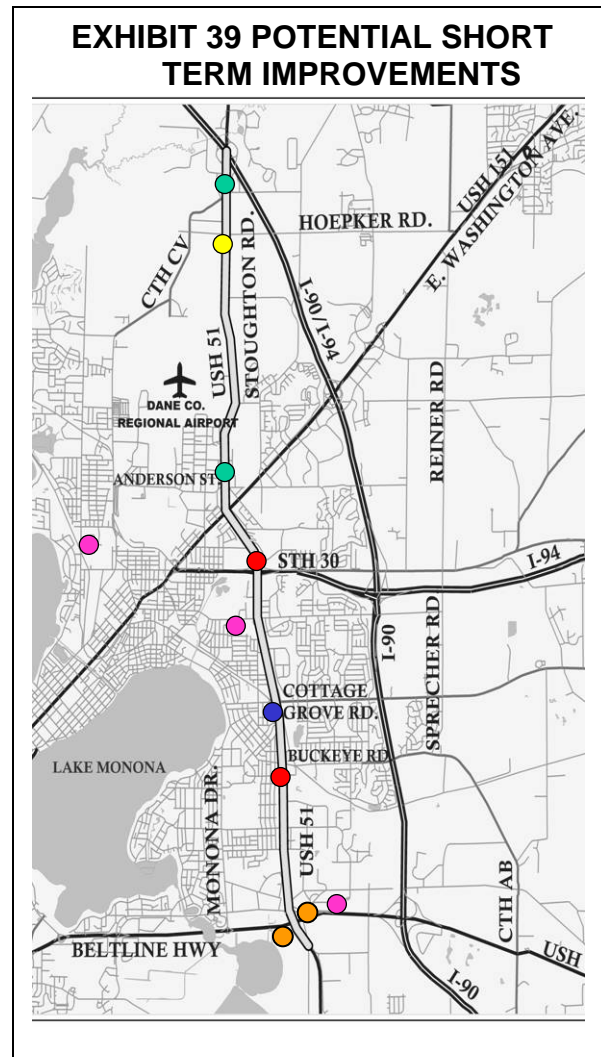 EXHIBIT 39 POTENTIAL SHORT
TERM IMPROVEMENTS
USH 151
E. WASHINGTON AVE.
HOEPKER RD.
CTH CV
STOUGHTON RD.
USH 51
I-90/I-94
DANE CO.
REGIONAL AIRPORT
REINER RD
ANDERSON ST.
STH 30
I-94
I-90
SPRECHER RD
COTTAGE
GROVE RD.
BUCKEYE RD
LAKE MONONA
MONONA DR.
USH 51
CTH AB
BELTLINE HWY
USH
I-90